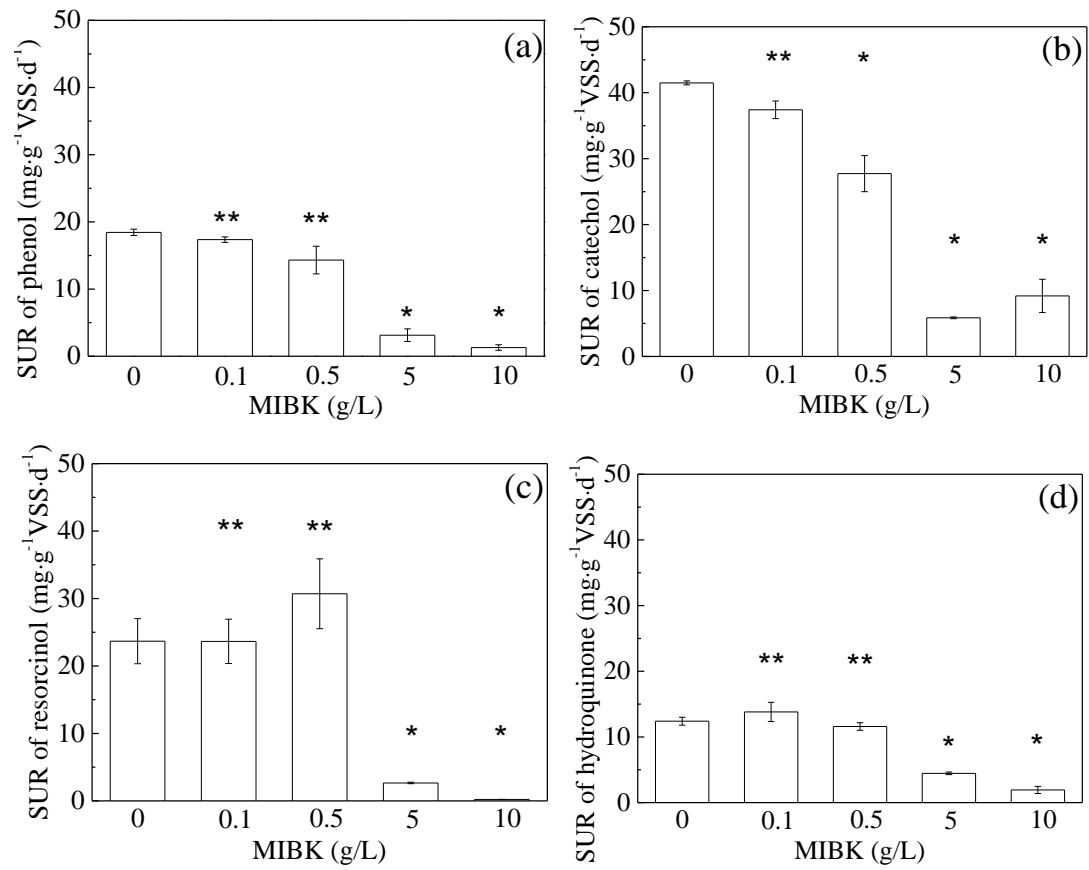 (a)
SUR of phenol (mg·g⁻¹VSS·d⁻¹)
50
40
30
20
10
0
** ** * *
0 0.1 0.5 5 10
MIBK (g/L)
(b)
SUR of catechol (mg·g⁻¹VSS·d⁻¹)
50
40
30
20
10
0
** * * *
0 0.1 0.5 5 10
MIBK (g/L)
(c)
SUR of resorcinol (mg·g⁻¹VSS·d⁻¹)
50
40
30
20
10
0
** ** * *
0 0.1 0.5 5 10
MIBK (g/L)
(d)
SUR of hydroquinone (mg·g⁻¹VSS·d⁻¹)
50
40
30
20
10
0
** ** * *
0 0.1 0.5 5 10
MIBK (g/L)